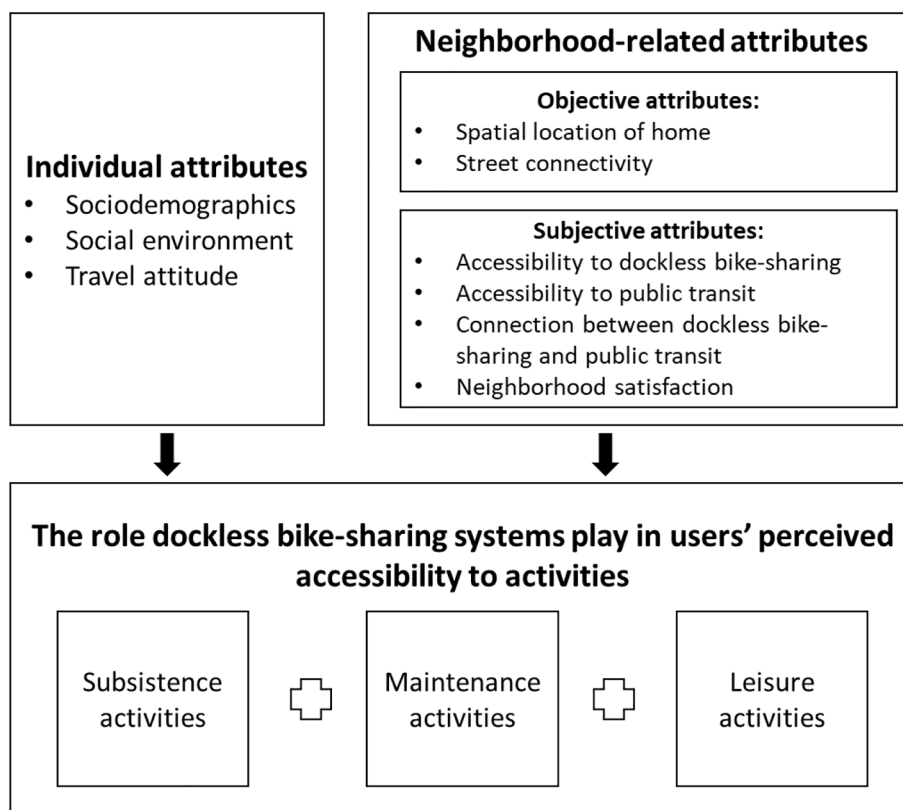 Individual attributes
• Sociodemographics
• Social environment
• Travel attitude
Neighborhood-related attributes
Objective attributes:
• Spatial location of home
• Street connectivity
Subjective attributes:
• Accessibility to dockless bike-sharing
• Accessibility to public transit
• Connection between dockless bike-
sharing and public transit
• Neighborhood satisfaction
The role dockless bike-sharing systems play in users’ perceived
accessibility to activities
Subsistence
activities
Maintenance
activities
Leisure
activities